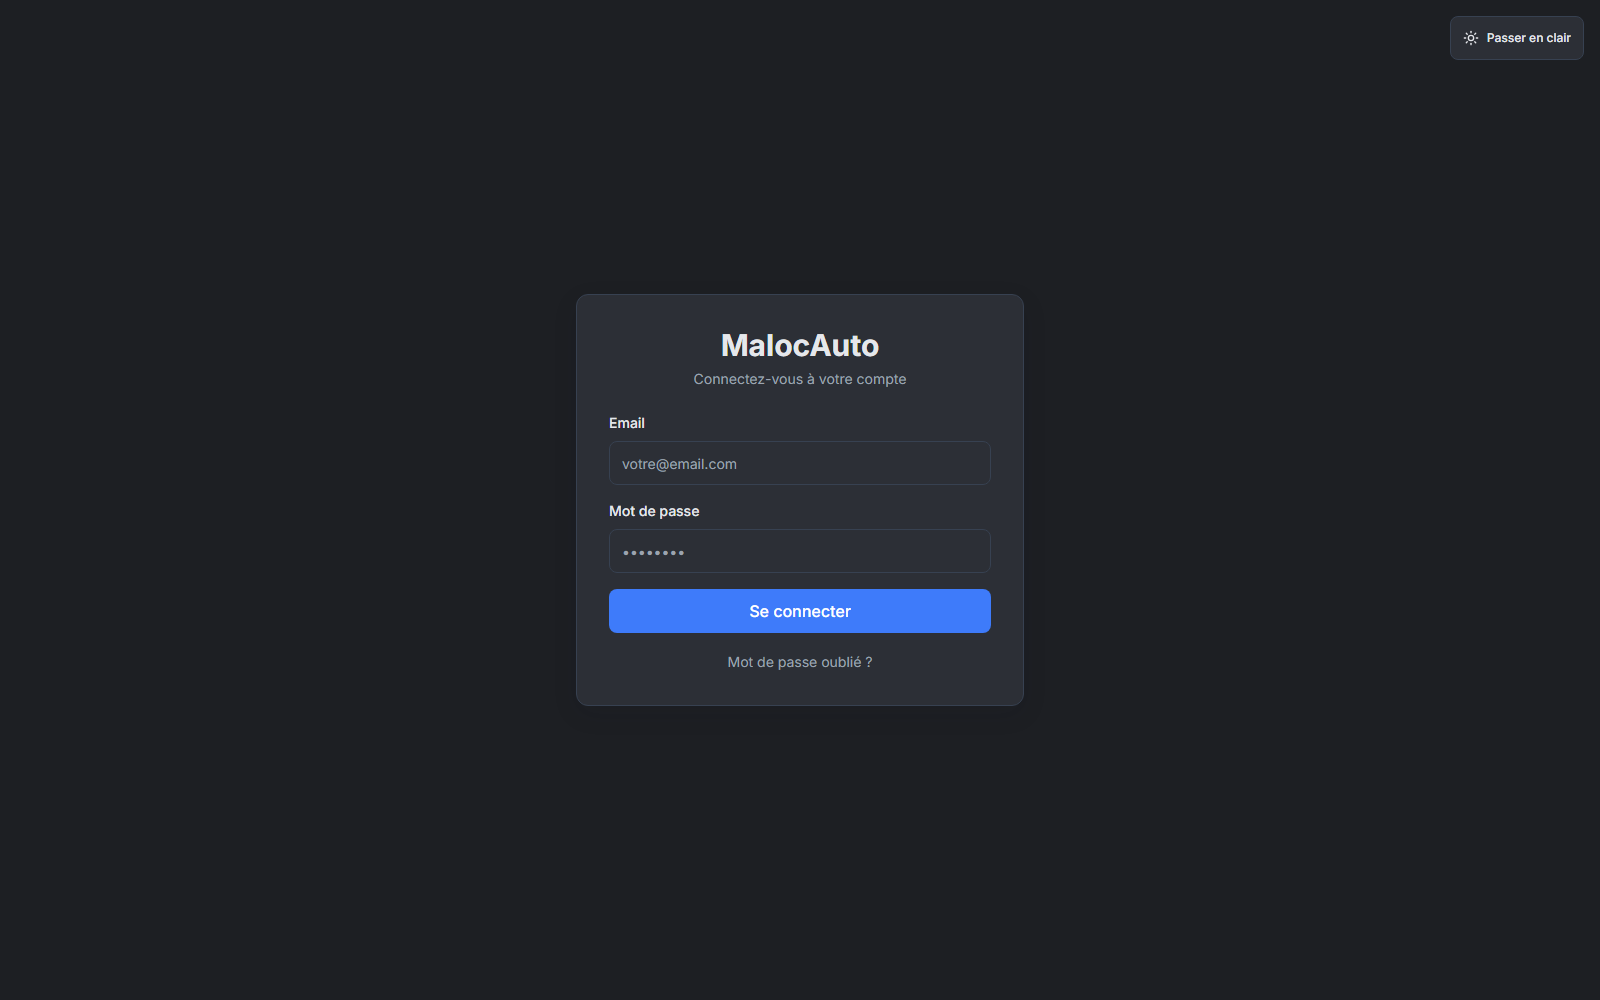 Passer en clair
MalocAuto
Connectez-vous à votre compte
Email
votre@email.com
Mot de passe
••••••••
Se connecter
Mot de passe oublié ?